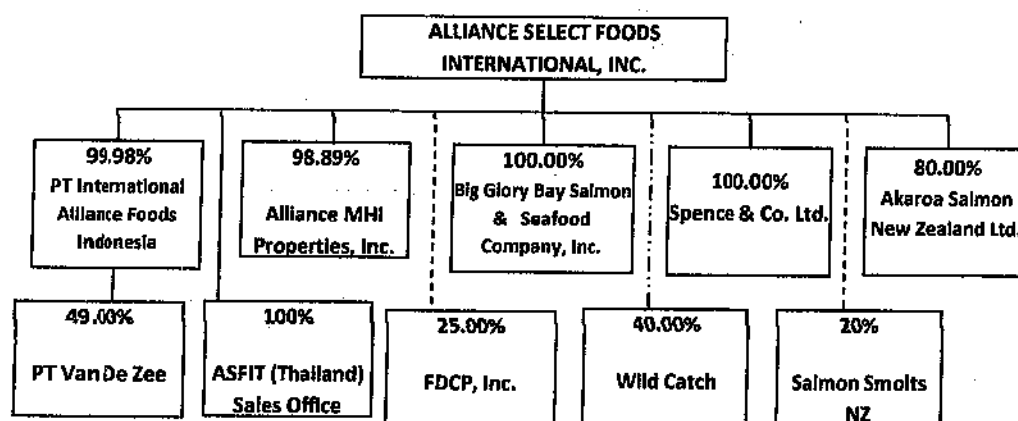 ALLIANCE SELECT FOODS
INTERNATIONAL, INC.
99.98%
PT International
Alliance Foods
Indonesia
98.89%
Alliance MHI
Properties, Inc.
100.00%
Big Glory Bay Salmon
& Seafood
Company, Inc.
100.00%
Spence & Co. Ltd.
80.00%
Akaroa Salmon
New Zealand Ltd.
49.00%
PT Van De Zee
100%
ASFIT (Thailand)
Sales Office
25.00%
FDCP, Inc.
40.00%
Wild Catch
20%
Salmon Smolts
NZ